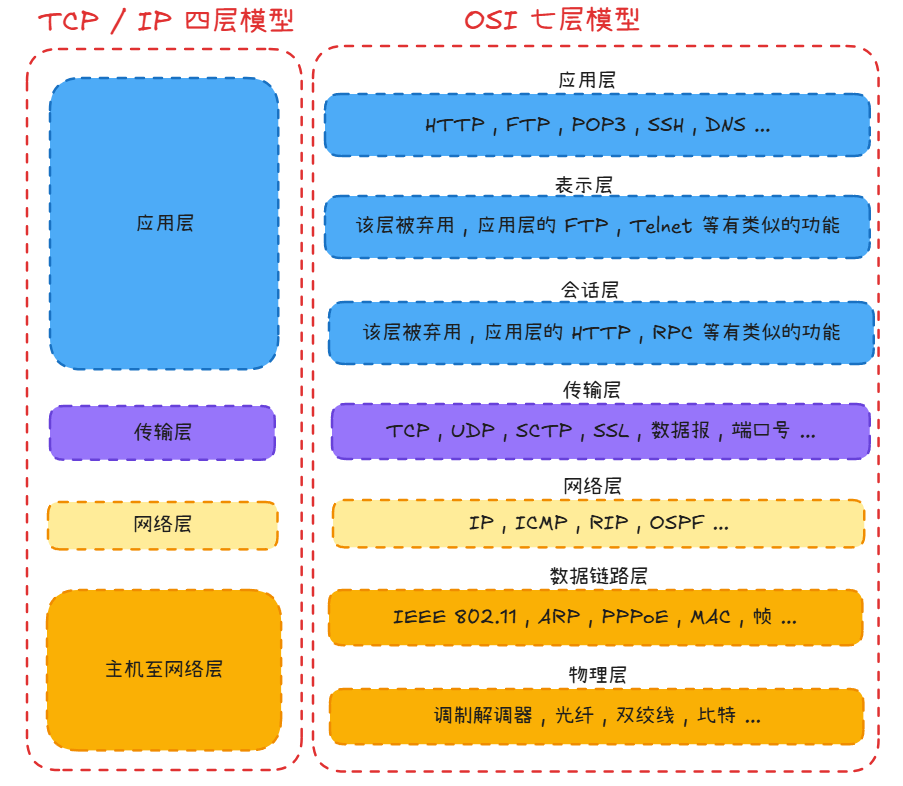 TCP / IP 四层模型
应用层
传输层
网络层
主机至网络层
OSI 七层模型
应用层
HTTP , FTP , POP3 , SSH , DNS ...
表示层
该层被弃用 , 应用层的 FTP , Telnet 等有类似的功能
会话层
该层被弃用 , 应用层的 HTTP , RPC 等有类似的功能
传输层
TCP , UDP , SCTP , SSL , 数据报 , 端口号 ...
网络层
IP , ICMP , RIP , OSPF ...
数据链路层
IEEE 802.11 , ARP , PPPoE , MAC , 帧 ...
物理层
调制解调器 , 光纤 , 双绞线 , 比特 ...